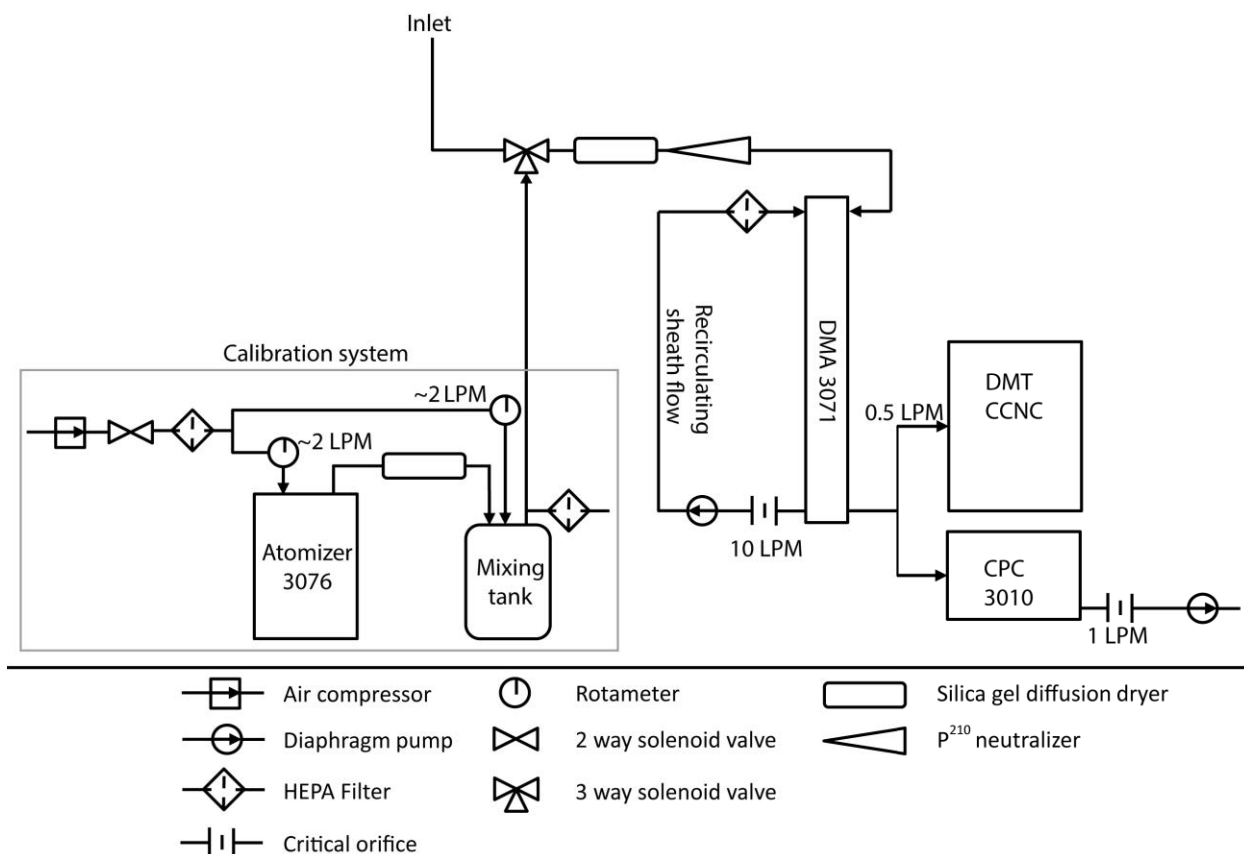 Inlet
Recirculating
sheath flow
DMA 3071
Calibration system
~2 LPM
~2 LPM
0.5 LPM
DMT
CCNC
Atomizer
3076
Mixing
tank
10 LPM
CPC
3010
1 LPM
Air compressor
Rotameter
Silica gel diffusion dryer
Diaphragm pump
2 way solenoid valve
P²¹⁰ neutralizer
HEPA Filter
3 way solenoid valve
Critical orifice